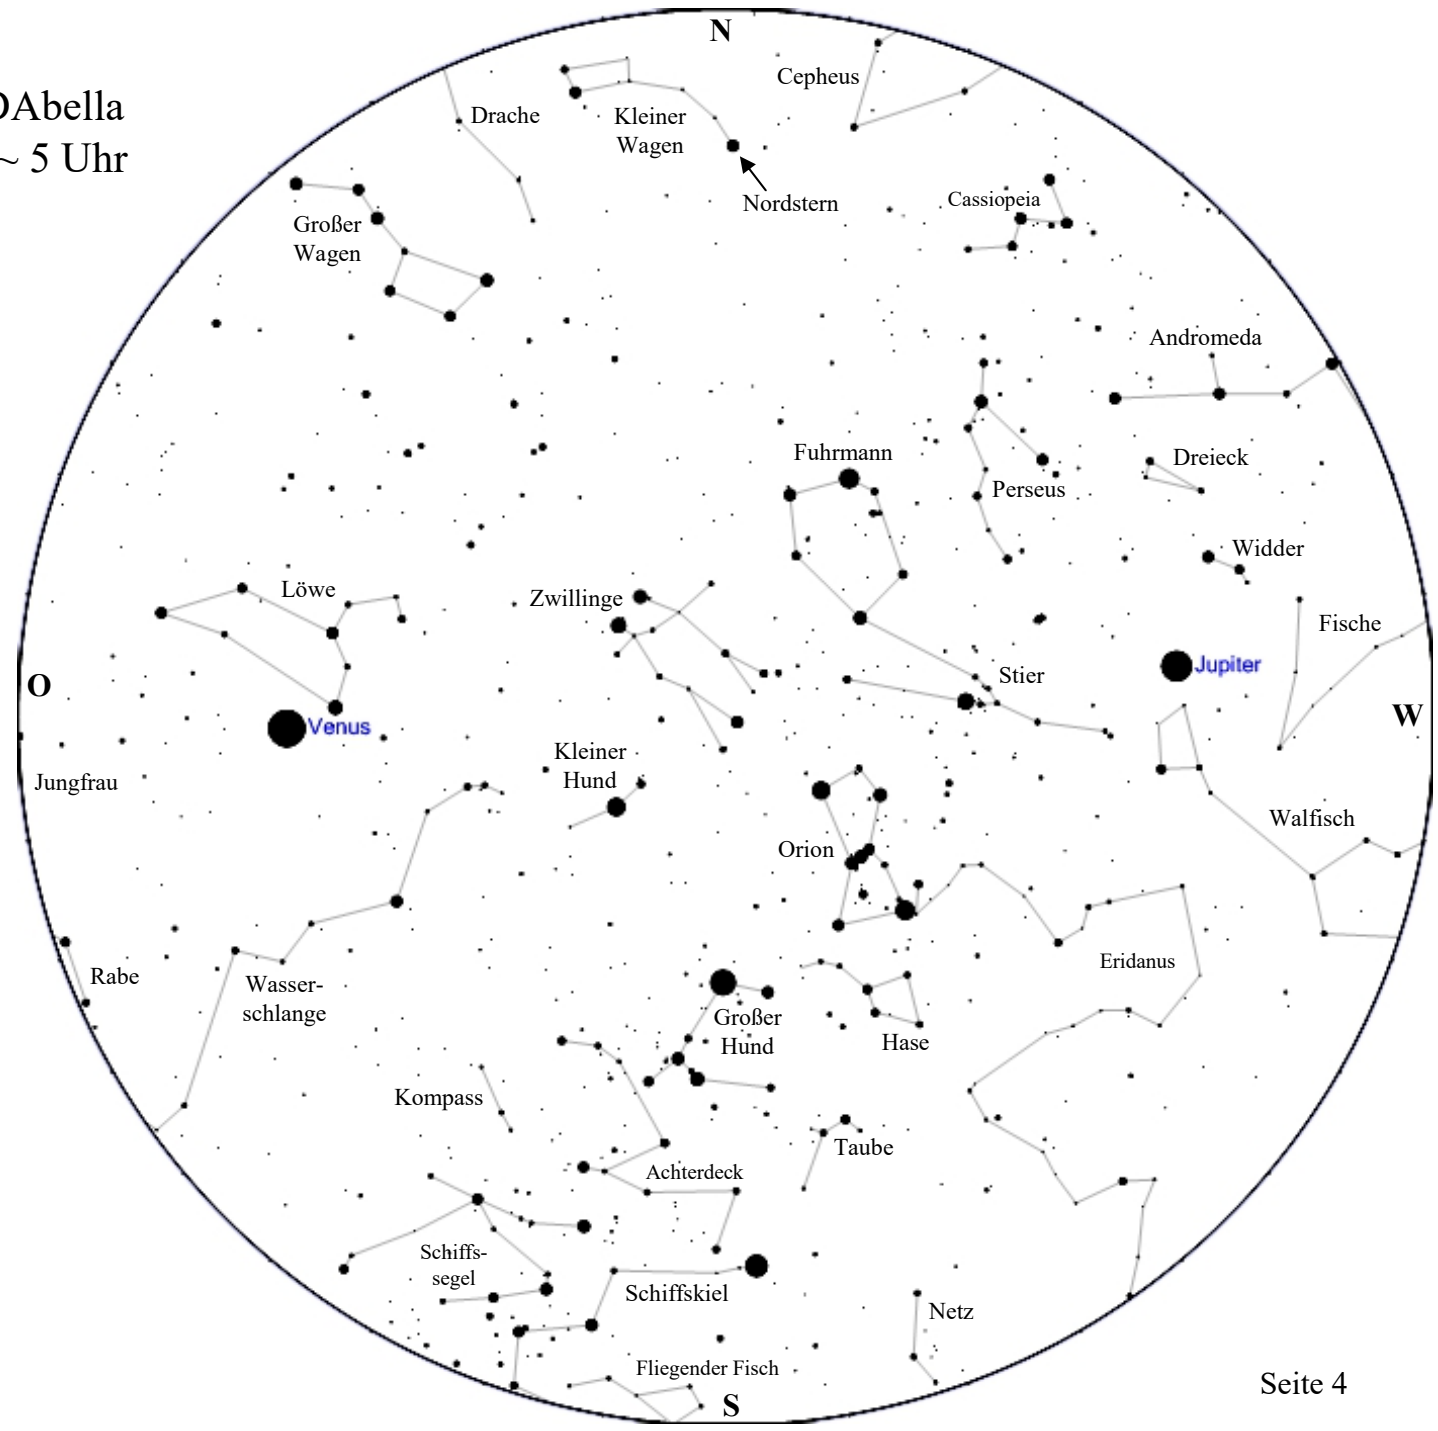 N
Cepheus
DAbella
Drache
Kleiner
Wagen
~ 5 Uhr
Nordstern
Cassiopeia
Großer
Wagen
Andromeda
Fuhrmann
Dreieck
Perseus
Widder
Löwe
Zwillinge
Fische
Jupiter
Stier
O
W
Venus
Kleiner
Hund
Jungfrau
Walfisch
Orion
Eridanus
Rabe
Wasser-
schlange
Großer
Hund
Hase
Kompass
Taube
Achterdeck
Schiffs-
segel
Schiffskiel
Netz
Fliegender Fisch
Seite 4
S